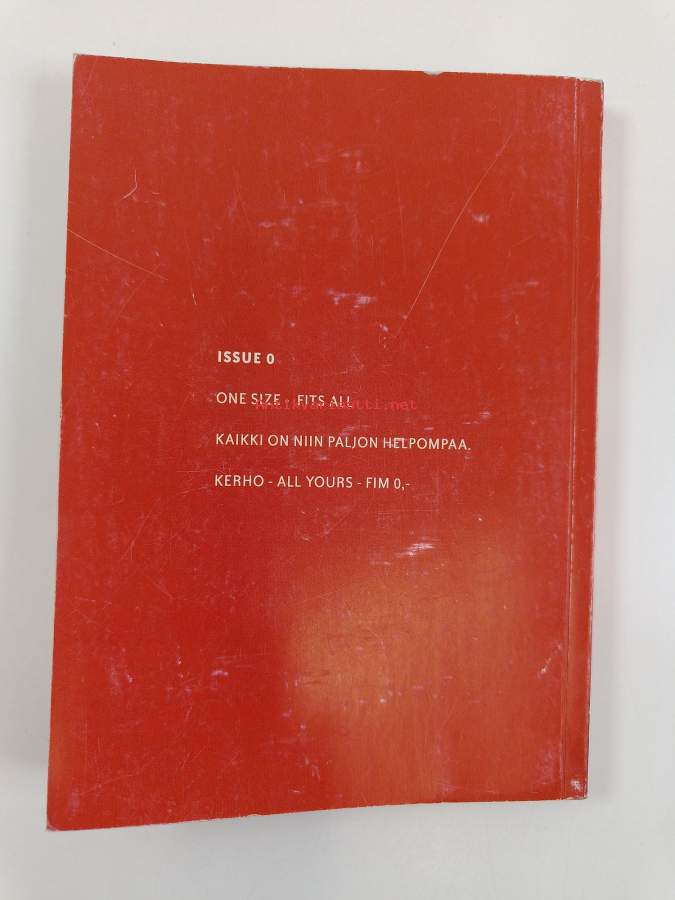 ISSUE 0
ONE SIZE - FITS ALL
KAIKKI ON NIIN PALJON HELPOMPAA.
KERHO - ALL YOURS - FIM 0,-